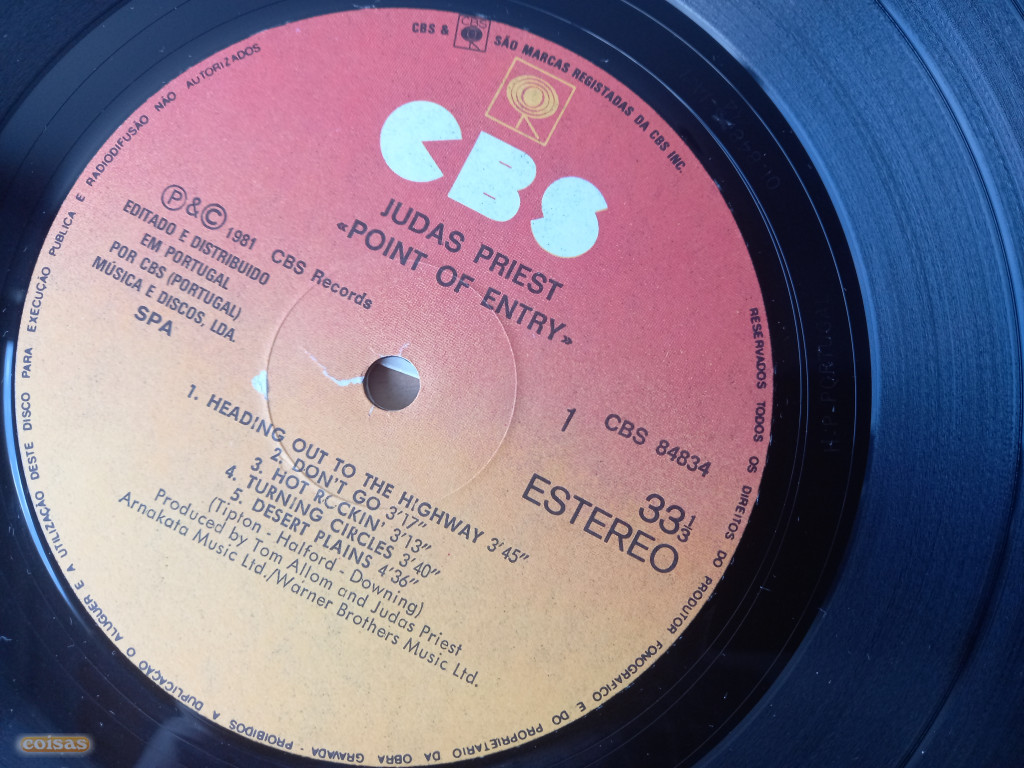 CBS & CBS SÃO MARCAS REGISTADAS DA CBS INC.
RESERVADOS TODOS OS DIREITOS DO PRODUTOR FONOGRAFICO E DO PROPRIETARIO DA OBRA GRAVADA - PROIBIDOS A DUPLICAÇÃO O ALUGUER E A UTILIZAÇÃO DESTE DISCO PARA EXECUÇÃO PUBLICA E RADIODIFUSÃO NÃO AUTORIZADOS
CBS
JUDAS PRIEST
«POINT OF ENTRY»
Ⓟ&© 1981 CBS Records
EDITADO E DISTRIBUIDO
EM PORTUGAL
POR CBS (PORTUGAL)
MÚSICA E DISCOS, LDA.
SPA
1 CBS 84834
33⅓
ESTEREO
1. HEADING OUT TO THE HIGHWAY 3'45"
2. DON'T GO 3'17"
3. HOT ROCKIN' 3'13"
4. TURNING CIRCLES 3'40"
5. DESERT PLAINS 4'36"
(Tipton - Halford - Downing)
Produced by Tom Allom and Judas Priest
Arnakata Music Ltd./Warner Brothers Music Ltd.
coisas